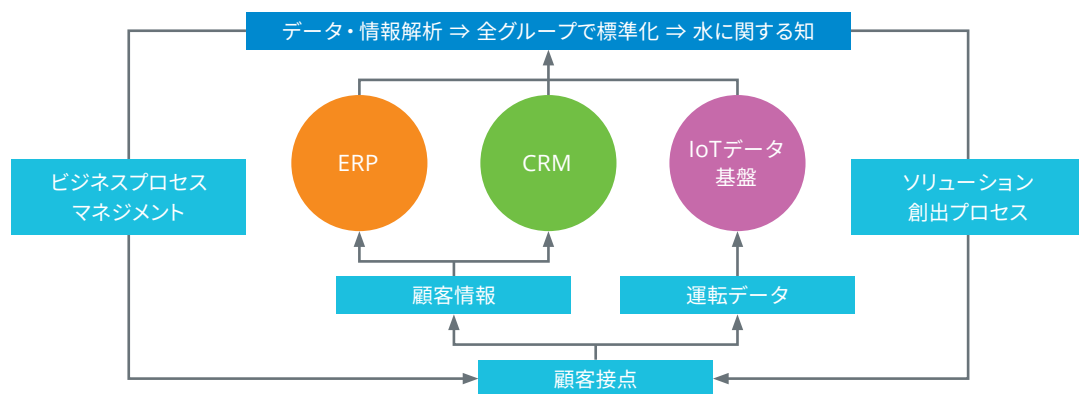 データ・情報解析 ⇒ 全グループで標準化 ⇒ 水に関する知
ERP
CRM
IoTデータ
基盤
ビジネスプロセス
マネジメント
ソリューション
創出プロセス
顧客情報
運転データ
顧客接点